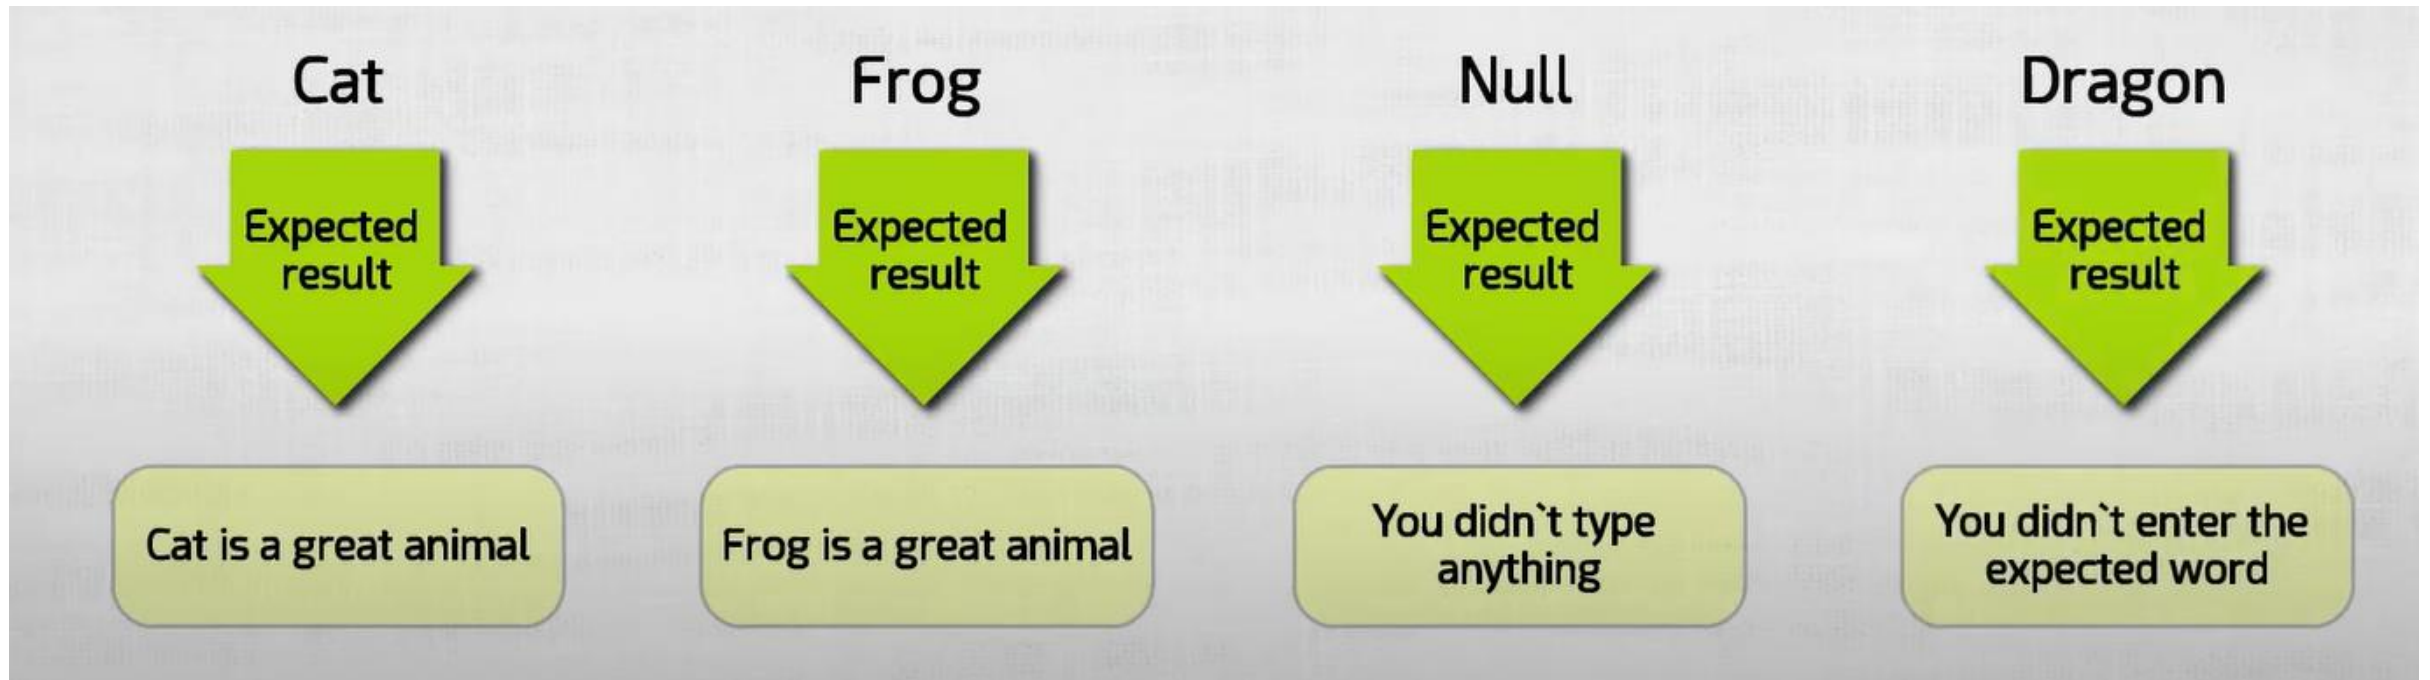 Cat
Frog
Null
Dragon
Expected
result
Expected
result
Expected
result
Expected
result
Cat is a great animal
Frog is a great animal
You didn`t type
anything
You didn`t enter the
expected word